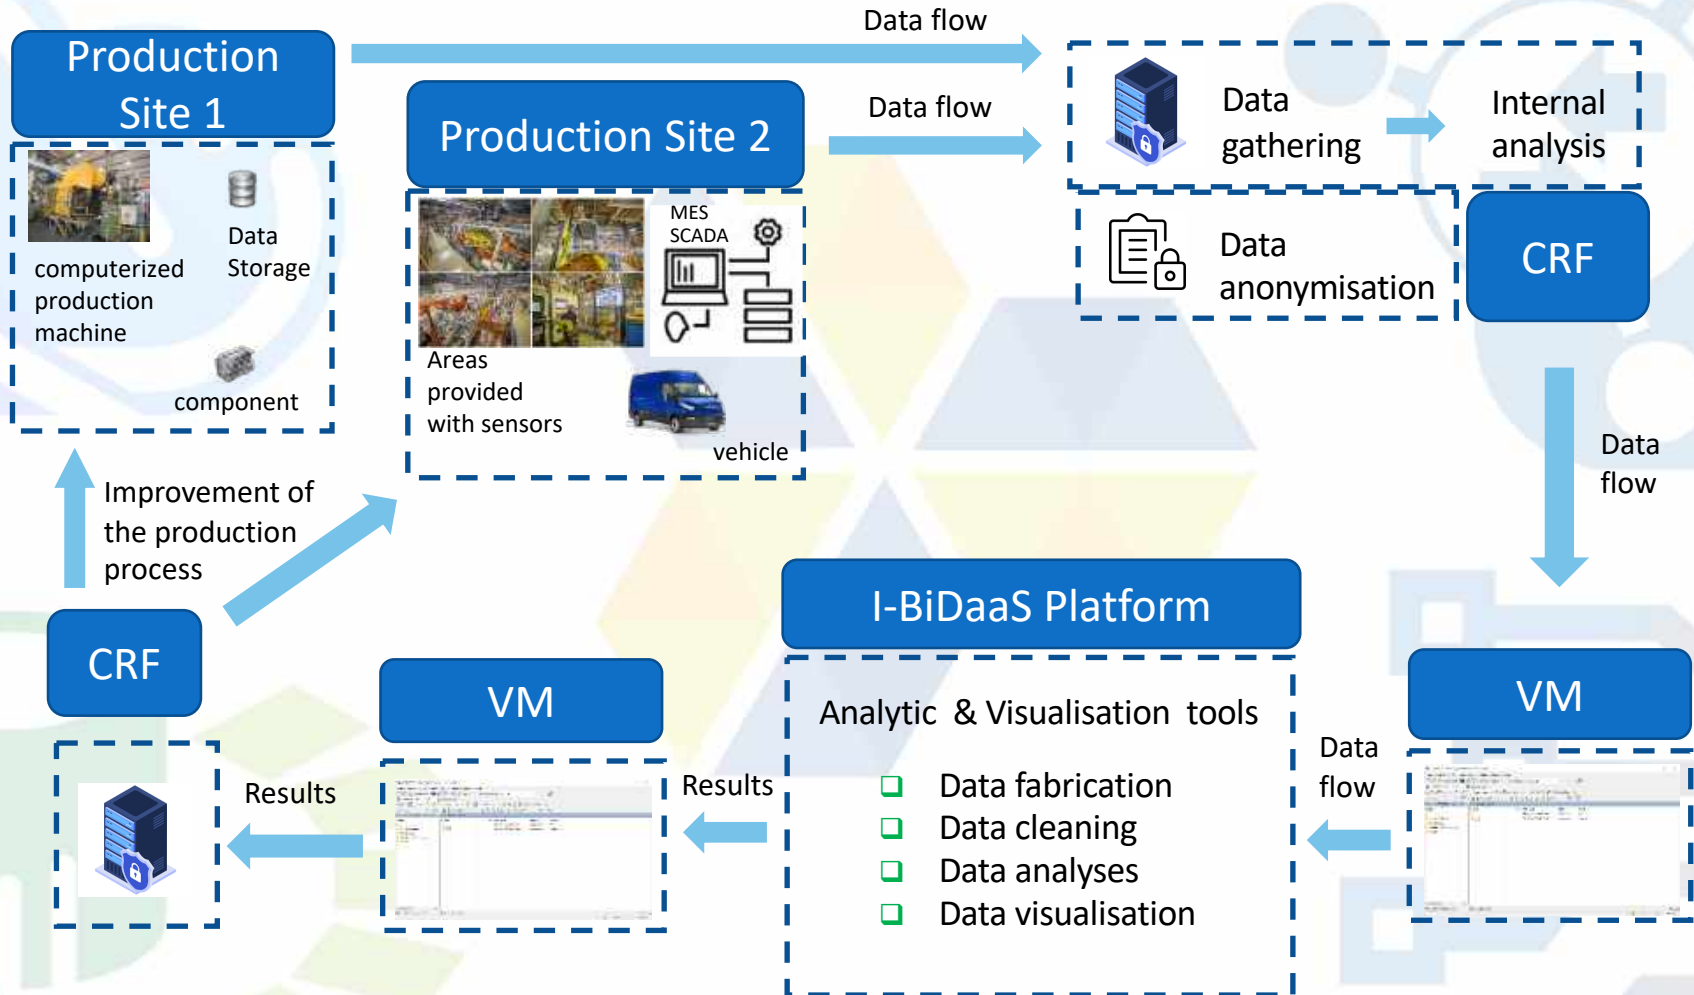 Production
Site 1
computerized
production
machine
Data
Storage
component
Production Site 2
MES
SCADA
Areas
provided
with sensors
vehicle
Data flow
Data flow
Data
gathering
Internal
analysis
Data
anonymisation
CRF
Data
flow
VM
Data
flow
I-BiDaaS Platform
Analytic & Visualisation tools
Data fabrication
Data cleaning
Data analyses
Data visualisation
Results
VM
Results
CRF
Improvement of
the production
process